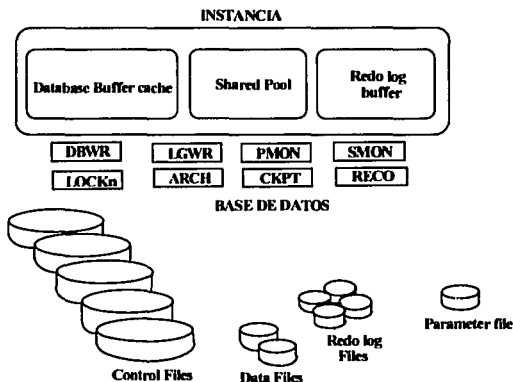 INSTANCIA
Database Buffer cache
Shared Pool
Redo log
buffer
DBWR
LGWR
PMON
SMON
LOCKn
ARCH
CKPT
RECO
BASE DE DATOS
Control Files
Data Files
Redo log
Files
Parameter file